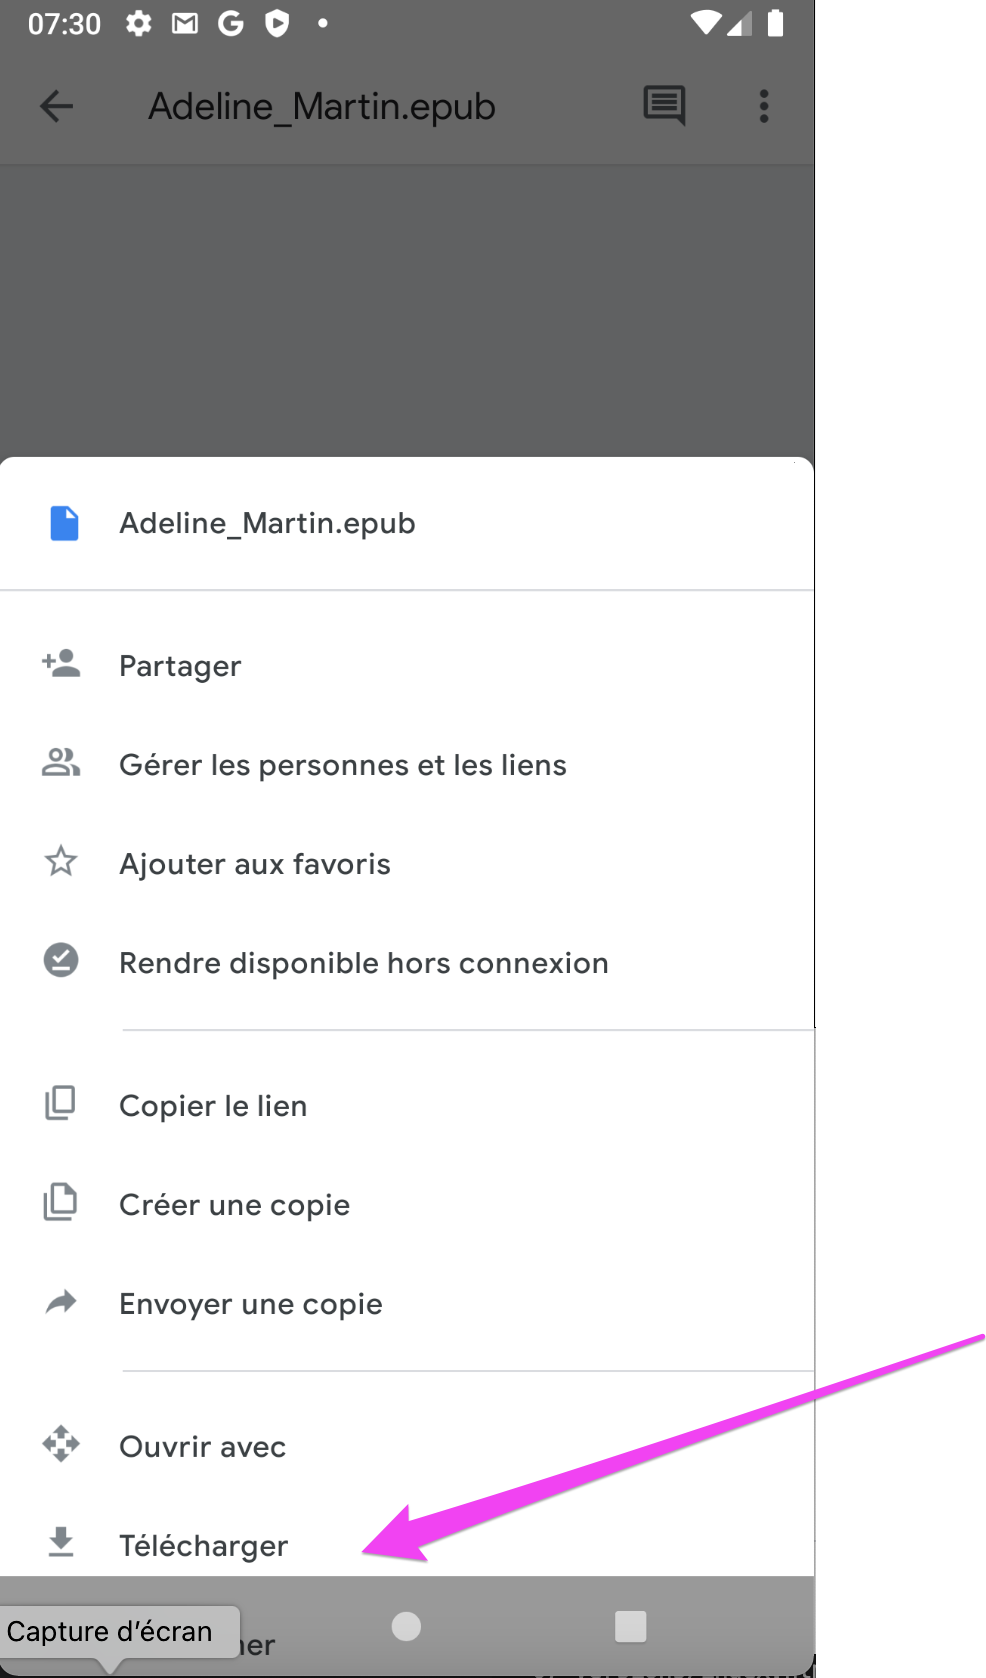 07:30
Adeline_Martin.epub
Adeline_Martin.epub
Partager
Gérer les personnes et les liens
Ajouter aux favoris
Rendre disponible hors connexion
Copier le lien
Créer une copie
Envoyer une copie
Ouvrir avec
Télécharger
Capture d’écran